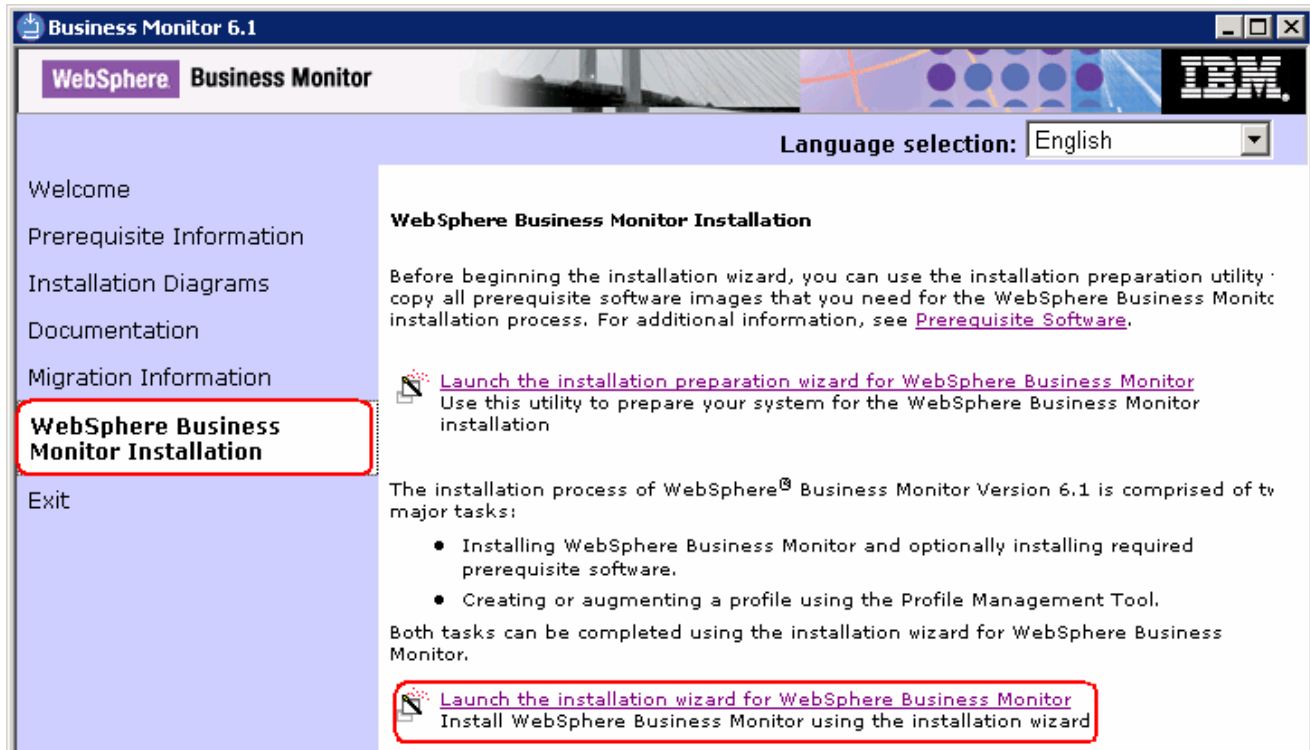 Business Monitor 6.1
WebSphere. Business Monitor
IBM.
Language selection: English
Welcome
Prerequisite Information
Installation Diagrams
Documentation
Migration Information
WebSphere Business
Monitor Installation
Exit
WebSphere Business Monitor Installation
Before beginning the installation wizard, you can use the installation preparation utility
copy all prerequisite software images that you need for the WebSphere Business
installation process. For additional information, see Prerequisite Software.
Launch the installation preparation wizard for WebSphere Business Monitor
Use this utility to prepare your system for the WebSphere Business Monitor
installation
The installation process of WebSphere® Business Monitor Version 6.1 is comprised of
major tasks:
● Installing WebSphere Business Monitor and optionally installing required
prerequisite software.
● Creating or augmenting a profile using the Profile Management Tool.
Both tasks can be completed using the installation wizard for WebSphere Business
Monitor.
Launch the installation wizard for WebSphere Business Monitor
Install WebSphere Business Monitor using the installation wizard